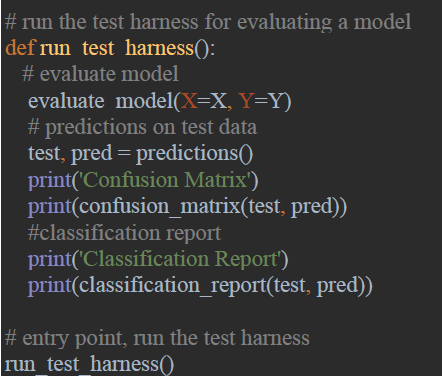 # run the test harness for evaluating a model
def run_test_harness():
# evaluate model
evaluate_model(X=X, Y=Y)
# predictions on test data
test, pred = predictions()
print('Confusion Matrix')
print(confusion_matrix(test, pred))
#classification report
print('Classification Report')
print(classification_report(test, pred))
# entry point, run the test harness
run_test_harness()